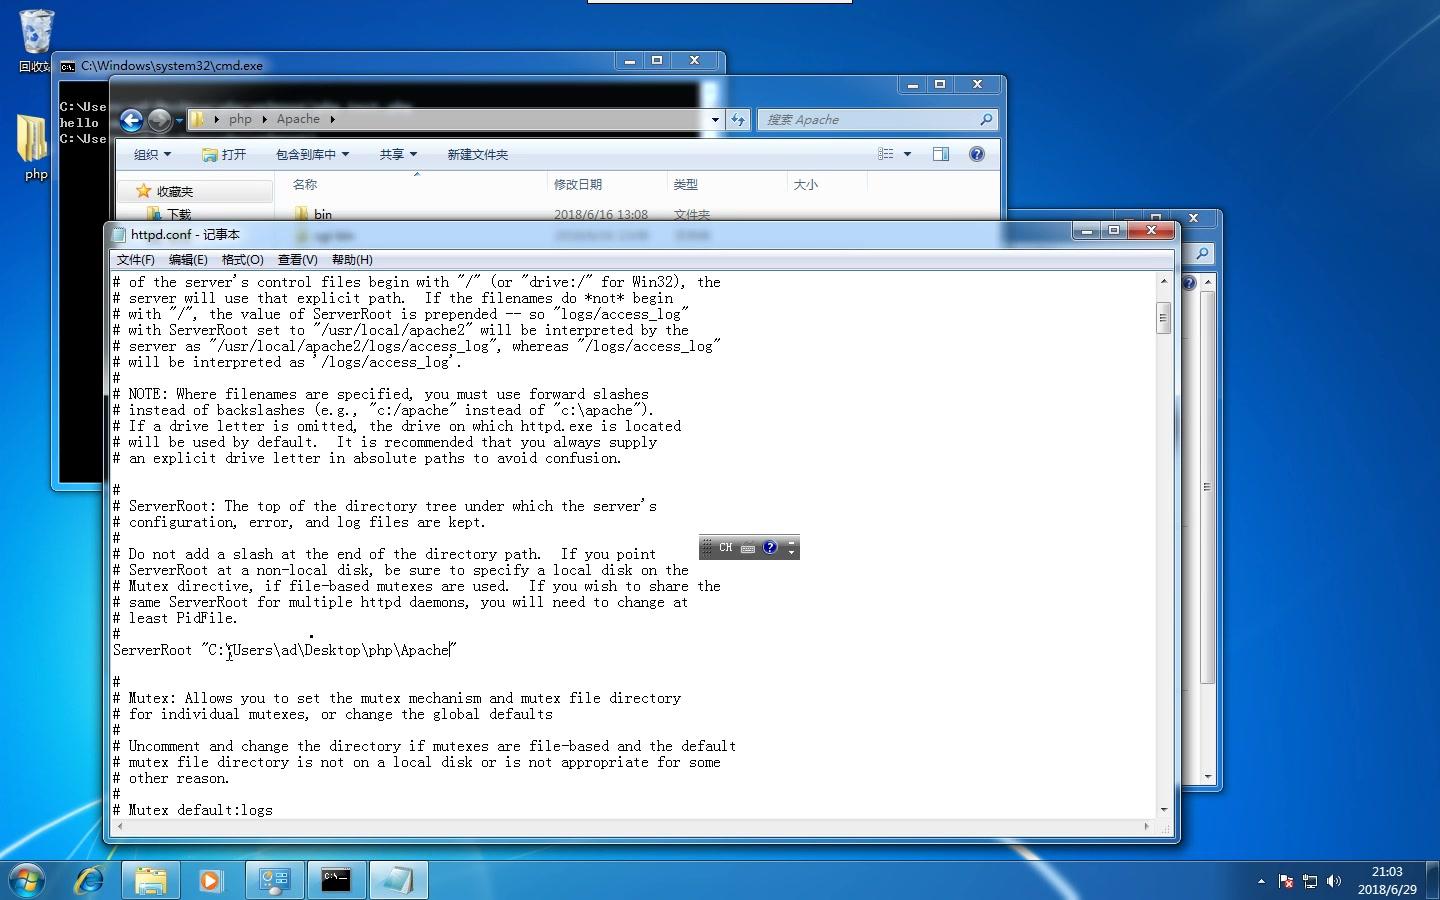 回收站
C:\Windows\system32\cmd.exe
C:\Use
hello
C:\Use
php
php Apache
搜索 Apache
组织 打开 包含到库中 共享 新建文件夹
名称 修改日期 类型 大小
收藏夹
下载
bin 2018/6/16 13:08 文件夹
httpd.conf - 记事本
文件(F) 编辑(E) 格式(O) 查看(V) 帮助(H)
# of the server's control files begin with "/" (or "drive:/" for Win32), the
# server will use that explicit path.  If the filenames do *not* begin
# with "/", the value of ServerRoot is prepended -- so "logs/access_log"
# with ServerRoot set to "/usr/local/apache2" will be interpreted by the
# server as "/usr/local/apache2/logs/access_log", whereas "/logs/access_log"
# will be interpreted as '/logs/access_log'.
#
# NOTE: Where filenames are specified, you must use forward slashes
# instead of backslashes (e.g., "c:/apache" instead of "c:\apache").
# If a drive letter is omitted, the drive on which httpd.exe is located
# will be used by default.  It is recommended that you always supply
# an explicit drive letter in absolute paths to avoid confusion.
#
# ServerRoot: The top of the directory tree under which the server's
# configuration, error, and log files are kept.
#
# Do not add a slash at the end of the directory path.  If you point
# ServerRoot at a non-local disk, be sure to specify a local disk on the
# Mutex directive, if file-based mutexes are used.  If you wish to share the
# same ServerRoot for multiple httpd daemons, you will need to change at
# least PidFile.
#
ServerRoot "C:\Users\ad\Desktop\php\Apache"
#
# Mutex: Allows you to set the mutex mechanism and mutex file directory
# for individual mutexes, or change the global defaults
#
# Uncomment and change the directory if mutexes are file-based and the default
# mutex file directory is not on a local disk or is not appropriate for some
# other reason.
#
# Mutex default:logs
CH
21:03
2018/6/29